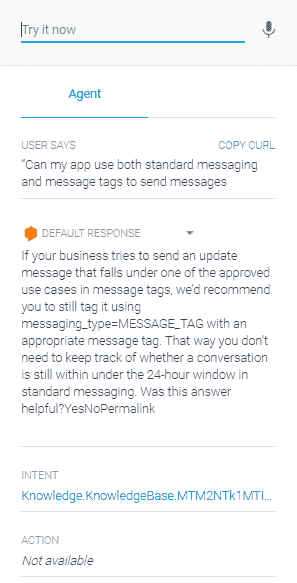 Try it now
Agent
USER SAYS COPY CURL
“Can my app use both standard messaging
and message tags to send messages
DEFAULT RESPONSE
If your business tries to send an update
message that falls under one of the approved
use cases in message tags, we'd recommend
you to still tag it using
messaging_type=MESSAGE_TAG with an
appropriate message tag. That way you don't
need to keep track of whether a conversation
is still within under the 24-hour window in
standard messaging. Was this answer
helpful?YesNoPermalink
INTENT
Knowledge.KnowledgeBase.MTM2NTk1MTI...
ACTION
Not available